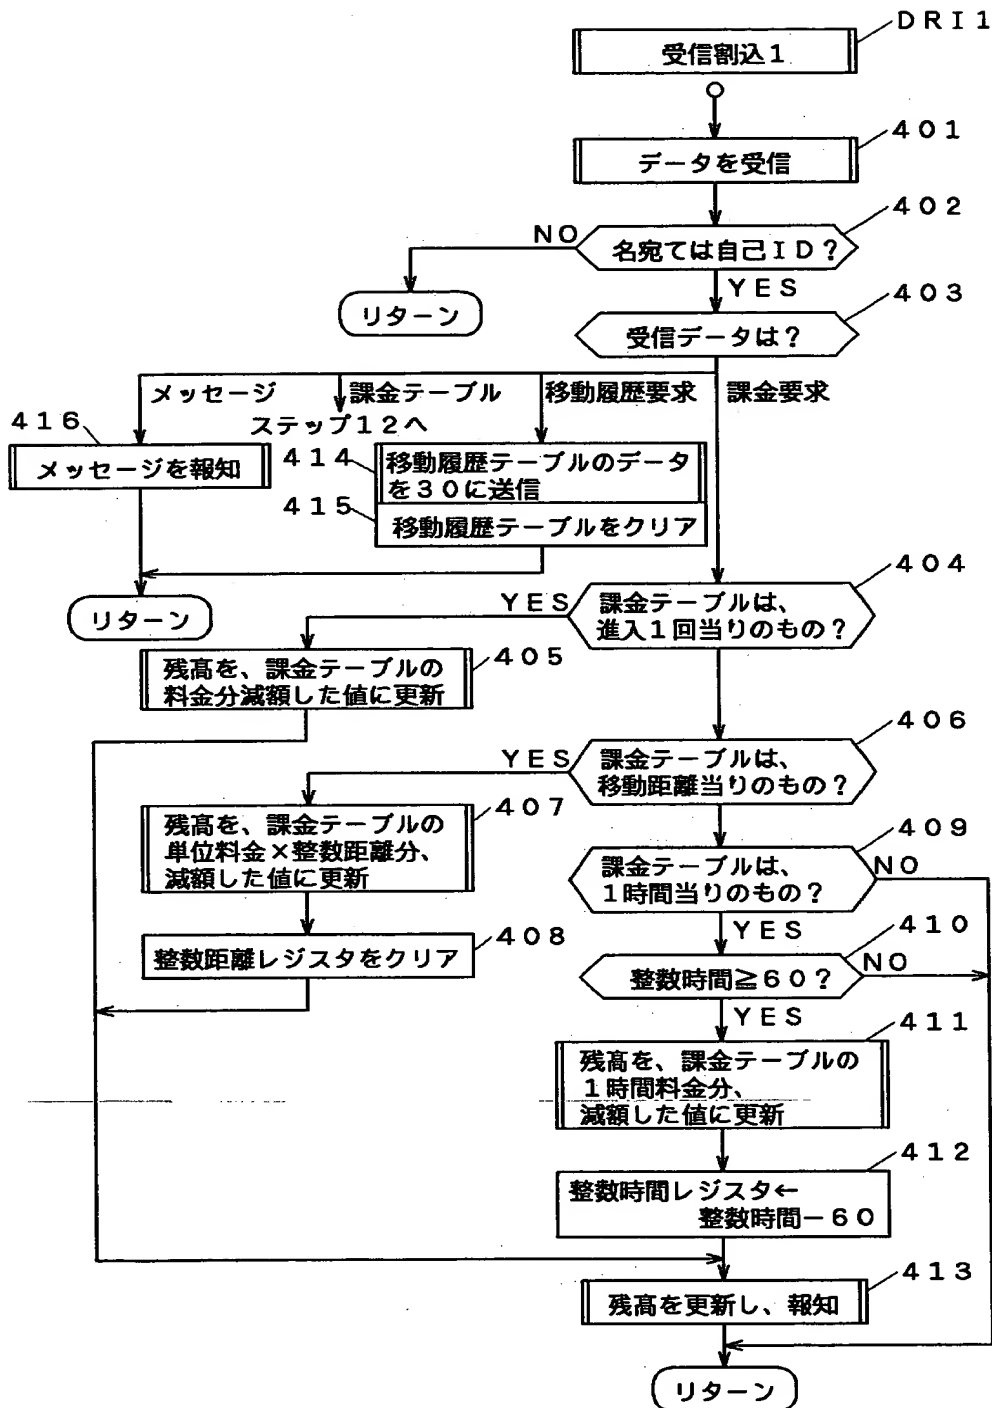 DRI1
受信割込1
401
データを受信
402
NO
名宛ては自己ID?
YES
403
リターン
受信データは?
メッセージ
課金テーブル
移動履歴要求
課金要求
416
ステップ12へ
メッセージを報知
414
移動履歴テーブルのデータ
を30に送信
415
移動履歴テーブルをクリア
404
リターン
YES
課金テーブルは、
進入1回当りのもの?
405
残高を、課金テーブルの
料金分減額した値に更新
406
YES
課金テーブルは、
移動距離当りのもの?
407
残高を、課金テーブルの
単位料金×整数距離分、
減額した値に更新
409
課金テーブルは、
1時間当りのもの?
NO
YES
408
整数距離レジスタをクリア
410
整数時間≧60?
NO
YES
411
残高を、課金テーブルの
1時間料金分、
減額した値に更新
412
整数時間レジスタ←
整数時間-60
413
残高を更新し、報知
リターン